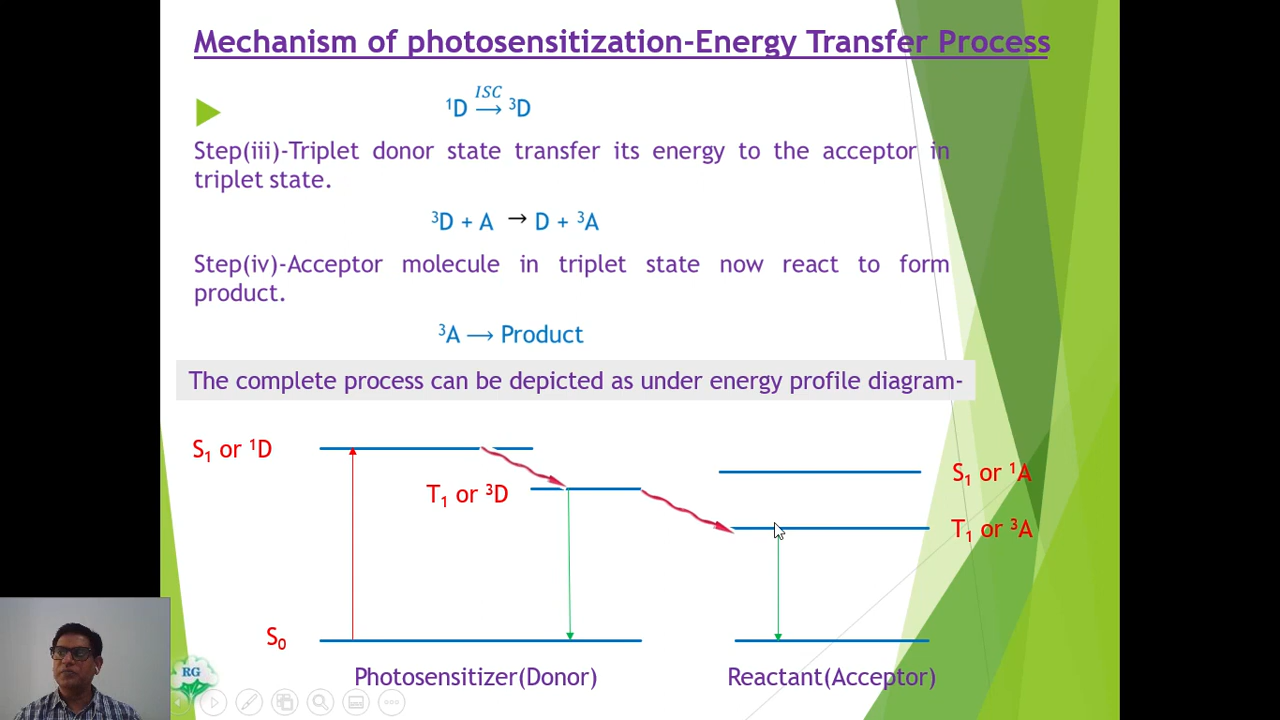 Mechanism of photosensitization-Energy Transfer Process
¹D ISC→ ³D
Step(iii)-Triplet donor state transfer its energy to the acceptor in
triplet state.
³D + A → D + ³A
Step(iv)-Acceptor molecule in triplet state now react to form
product.
³A ⟶ Product
The complete process can be depicted as under energy profile diagram-
S₁ or ¹D
S₁ or ¹A
T₁ or ³D
T₁ or ³A
S₀
Photosensitizer(Donor)
Reactant(Acceptor)
RG